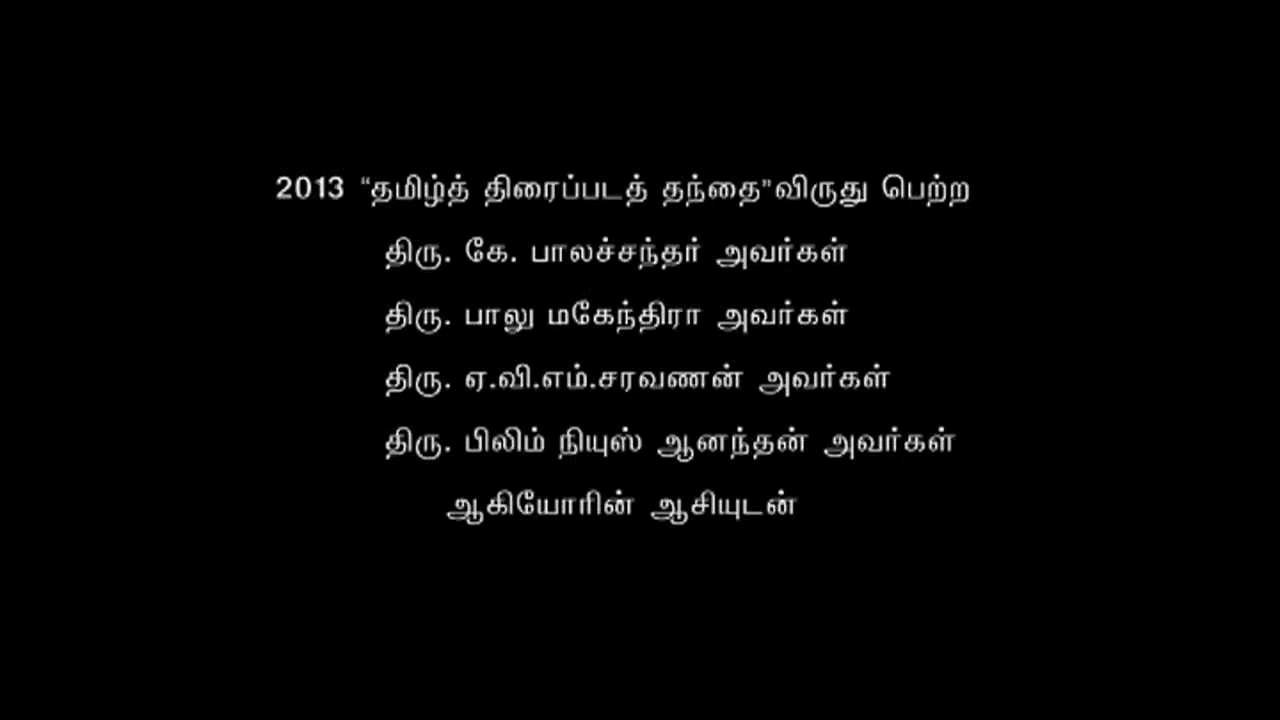 2013 “தமிழ்த் திரைப்படத் தந்தை”விருது பெற்ற
திரு. கே. பாலச்சந்தர் அவர்கள்
திரு. பாலு மகேந்திரா அவர்கள்
திரு. ஏ.வி.எம்.சரவணன் அவர்கள்
திரு. பிலிம் நியுஸ் ஆனந்தன் அவர்கள்
ஆகியோரின் ஆசியுடன்